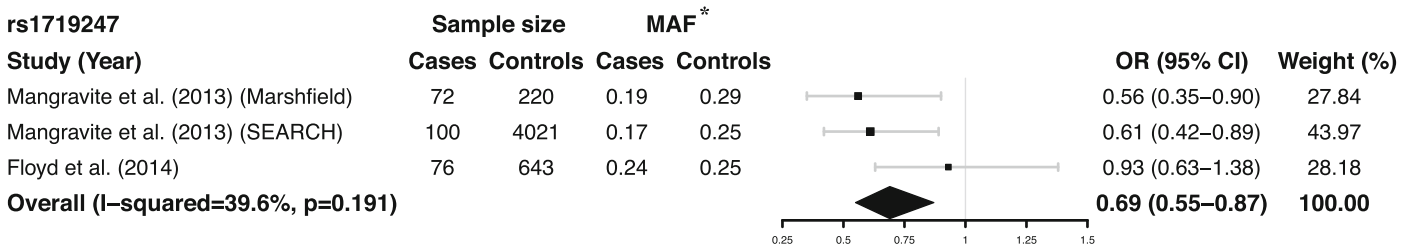 rs1719247 Sample size MAF*
Study (Year) Cases Controls Cases Controls OR (95% CI) Weight (%)
Mangravite et al. (2013) (Marshfield) 72 220 0.19 0.29 0.56 (0.35–0.90) 27.84
Mangravite et al. (2013) (SEARCH) 100 4021 0.17 0.25 0.61 (0.42–0.89) 43.97
Floyd et al. (2014) 76 643 0.24 0.25 0.93 (0.63–1.38) 28.18
Overall (I–squared=39.6%, p=0.191) 0.69 (0.55–0.87) 100.00
0.25 0.5 0.75 1 1.25 1.5